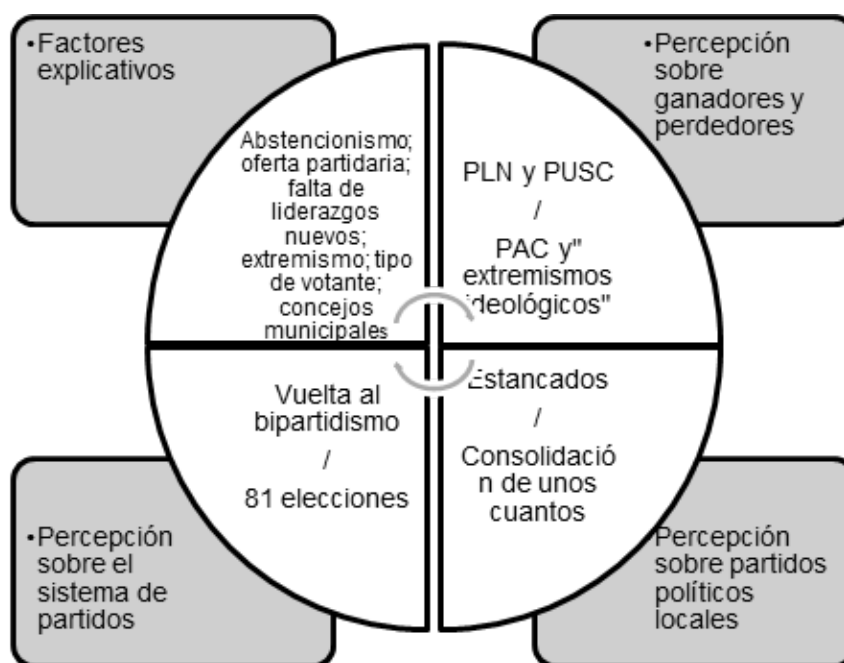 •Factores
explicativos
Abstencionismo;
oferta partidaria;
falta de
liderazgos
nuevos;
extremismo; tipo
de votante;
concejos
municipales
•Percepción
sobre
ganadores y
perdedores
PLN y PUSC
/
PAC y"
extremismos
ideológicos"
•Percepción
sobre el
sistema de
partidos
Vuelta al
bipartidismo
/
81 elecciones
Estancados
/
Consolidació
n de unos
cuantos
Percepción
sobre partidos
políticos
locales